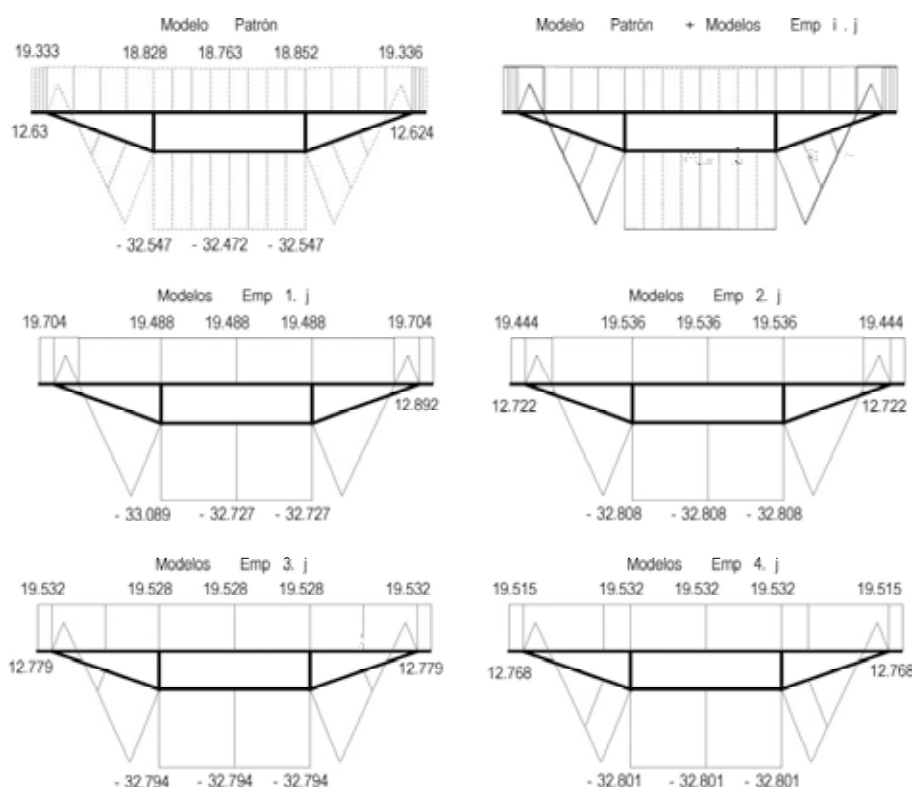 Modelo Patrón
19.333 18.828 18.763 18.852 19.336
12.63 12.624
- 32.547 - 32.472 - 32.547
Modelo Patrón + Modelos Emp i . j
Modelos Emp 1. j
19.704 19.488 19.488 19.488 19.704
12.892
- 33.089 - 32.727 - 32.727
Modelos Emp 2. j
19.444 19.536 19.536 19.536 19.444
12.722 12.722
- 32.808 - 32.808 - 32.808
Modelos Emp 3. j
19.532 19.528 19.528 19.528 19.532
12.779 12.779
- 32.794 - 32.794 - 32.794
Modelos Emp 4. j
19.515 19.532 19.532 19.532 19.515
12.768 12.768
- 32.801 - 32.801 - 32.801